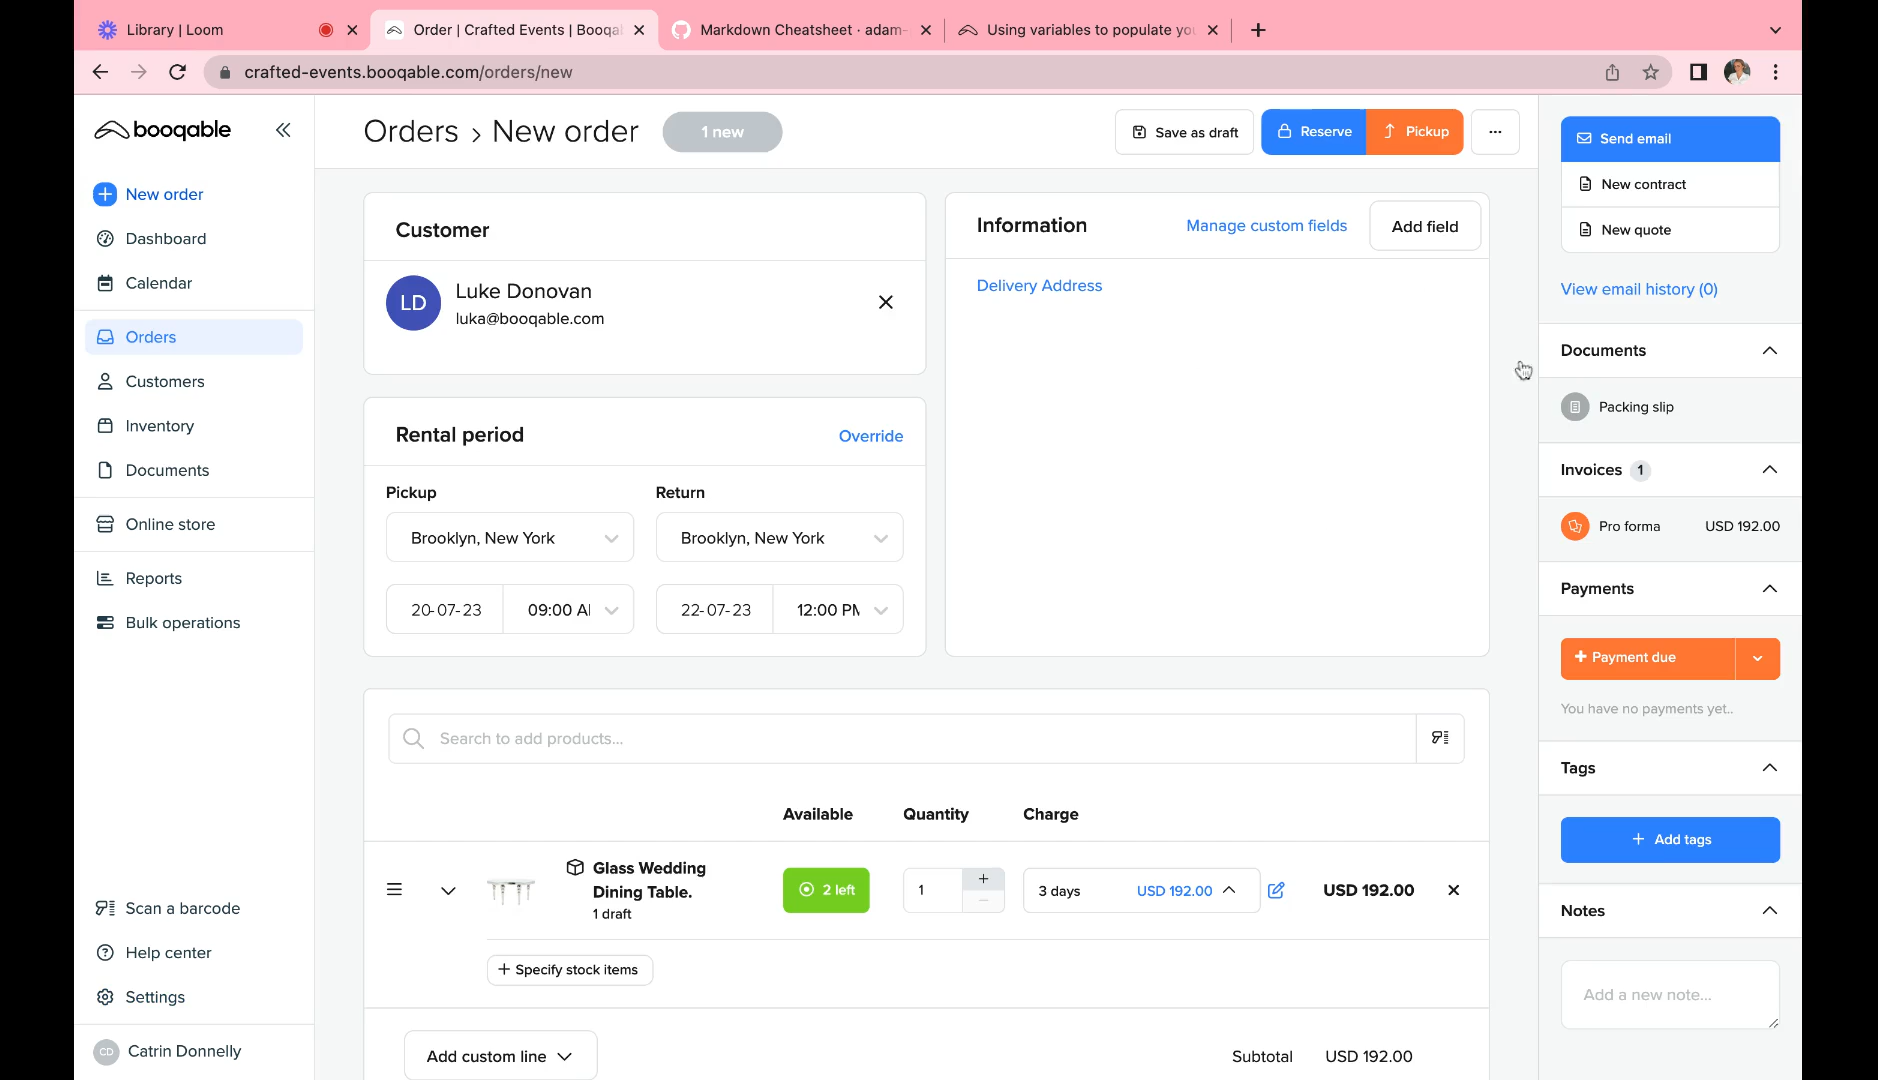 Library | Loom
Order | Crafted Events | Booqa
Markdown Cheatsheet · adam-
Using variables to populate yo
crafted-events.booqable.com/orders/new
booqable
New order
Dashboard
Calendar
Orders
Customers
Inventory
Documents
Online store
Reports
Bulk operations
Scan a barcode
Help center
Settings
CD Catrin Donnelly
Orders › New order
1 new
Save as draft
Reserve
Pickup
...
Customer
LD
Luke Donovan
luka@booqable.com
Rental period
Override
Pickup
Return
Brooklyn, New York
Brooklyn, New York
20-07-23
09:00 A
22-07-23
12:00 PM
Information
Manage custom fields
Add field
Delivery Address
Search to add products...
Available
Quantity
Charge
Glass Wedding
Dining Table.
1 draft
2 left
1
3 days
USD 192.00
USD 192.00
+ Specify stock items
Add custom line
Subtotal
USD 192.00
Send email
New contract
New quote
View email history (0)
Documents
Packing slip
Invoices 1
Pro forma
USD 192.00
Payments
+ Payment due
You have no payments yet..
Tags
+ Add tags
Notes
Add a new note...